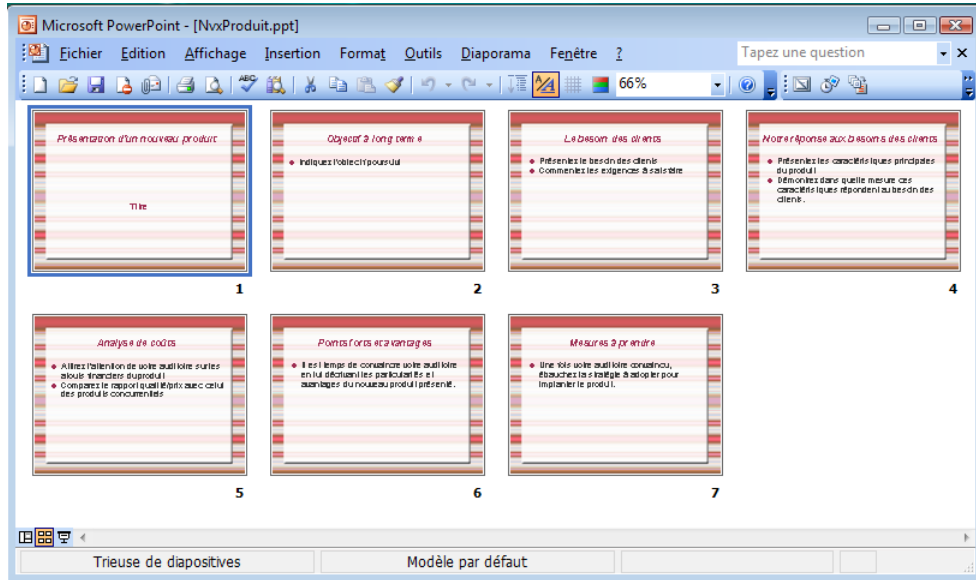 Microsoft PowerPoint - [NvxProduit.ppt]
Fichier Edition Affichage Insertion Format Outils Diaporama Fenêtre ? Tapez une question
66%
Présentation d'un nouveau produit
Titre
1
Objectif à long terme
Indiquez l'objectif poursuivi
2
Le besoin des clients
Présentez le besoin des clients
Commentez les exigences à satisfaire
3
Notre réponse aux besoins des clients
Présentez les caractéristiques principales
du produit
Démontrez dans quelle mesure ces
caractéristiques répondent au besoin des
clients.
4
Analyse de coûts
Attirez l'attention de votre auditoire sur les
atouts financiers du produit
Comparez le rapport qualité/prix avec celui
des produits concurrentiels
5
Points forts et avantages
Il est temps de convaincre votre auditoire
en lui décrivant les particularités et
avantages du nouveau produit présenté.
6
Mesures à prendre
Une fois votre auditoire convaincu,
ébauchez la stratégie à adopter pour
implanter le produit.
7
Trieuse de diapositives Modèle par défaut